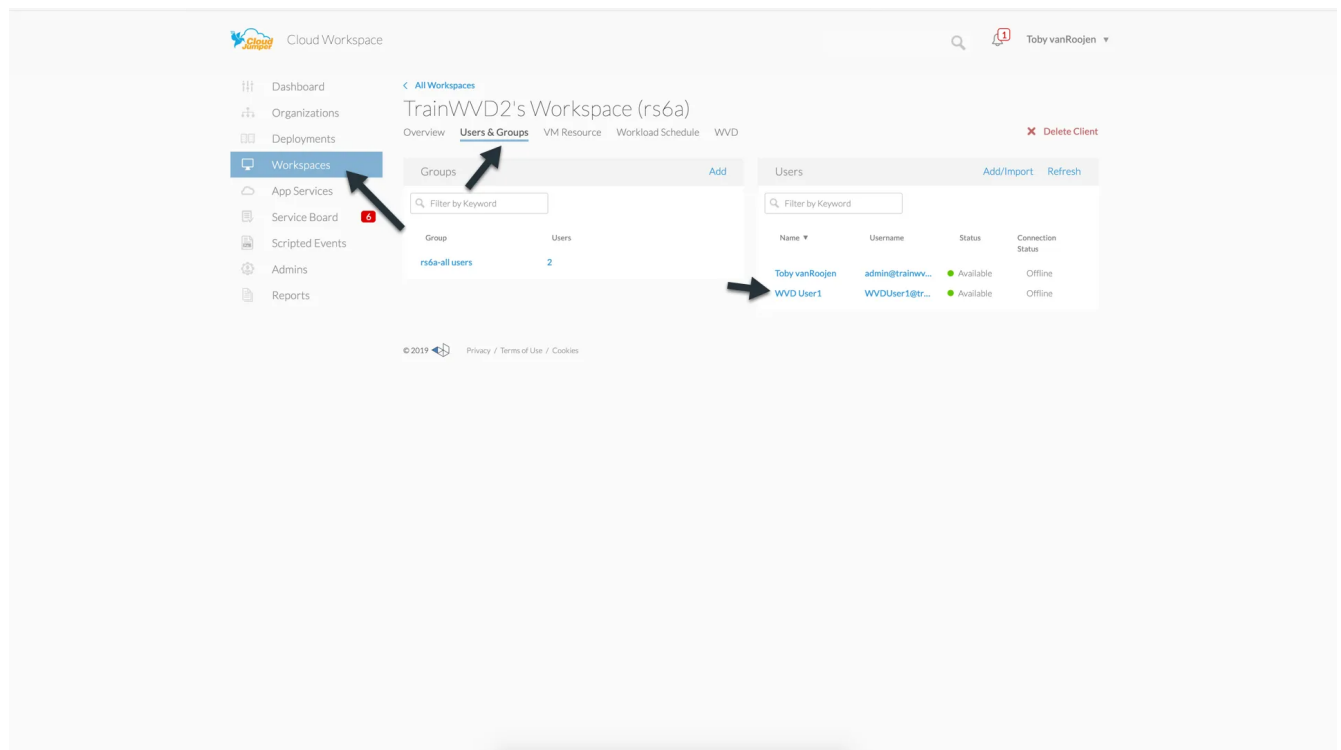 Cloud Jumper Cloud Workspace
1
Toby vanRoojen ▼
Dashboard
Organizations
Deployments
Workspaces
App Services
Service Board 6
Scripted Events
Admins
Reports
< All Workspaces
TrainWVD2's Workspace (rs6a)
Overview Users & Groups VM Resource Workload Schedule WVD
✕ Delete Client
Groups Add
Filter by Keyword
Group Users
rs6a-all users 2
Users Add/Import Refresh
Filter by Keyword
Name ▼ Username Status Connection Status
Toby vanRoojen admin@trainwv... Available Offline
WVD User1 WVDUser1@tr... Available Offline
© 2019 Privacy / Terms of Use / Cookies